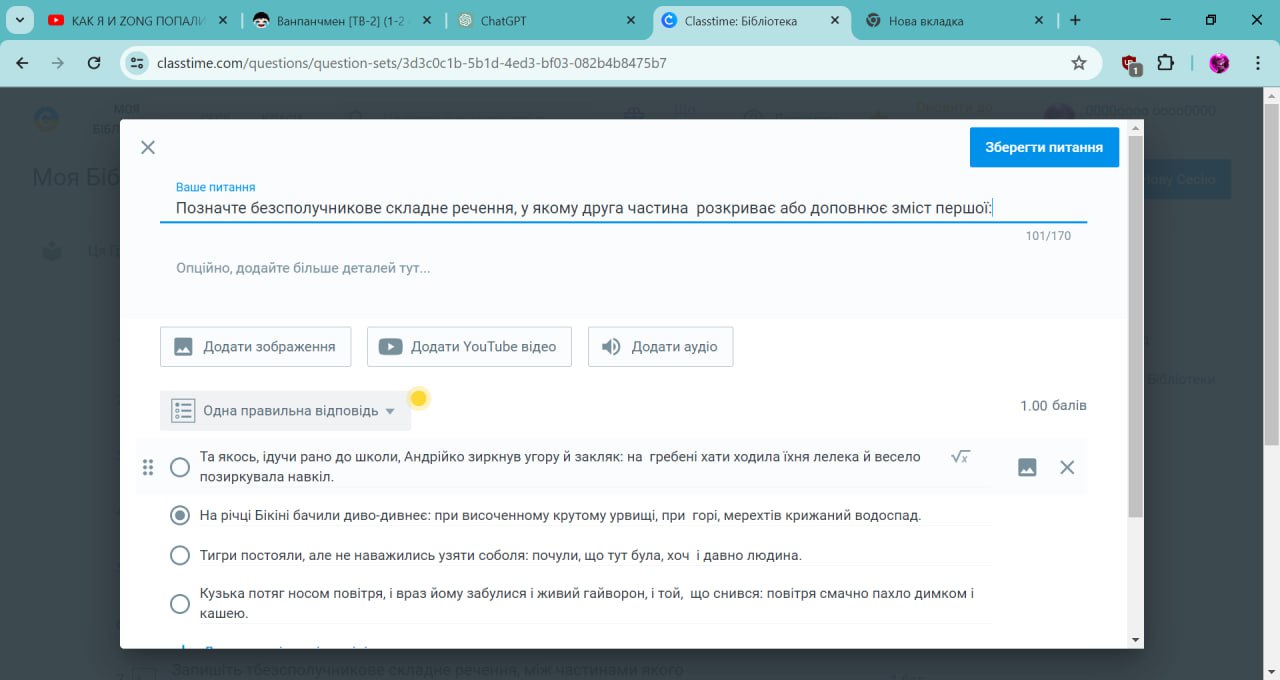 КАК Я И ZONG ПОПАЛИ
Ванпанчмен [ТВ-2] (1-2
ChatGPT
Classtime: Бібліотека
Нова вкладка
classtime.com/questions/question-sets/3d3c0c1b-5b1d-4ed3-bf03-082b4b8475b7
1
МОЯ
Моя Біб
Нову Сесію
Зберегти питання
Ваше питання
Позначте безсполучникове складне речення, у якому друга частина розкриває або доповнює зміст першої:
101/170
Опційно, додайте більше деталей тут...
Додати зображення
Додати YouTube відео
Додати аудіо
Одна правильна відповідь
1.00 балів
Бібліотеки
Та якось, ідучи рано до школи, Андрійко зиркнув угору й закляк: на гребені хати ходила їхня лелека й весело
позиркувала навкіл.
√x
На річці Бікіні бачили диво-дивнеє: при височенному крутому урвищі, при горі, мерехтів крижаний водоспад.
Тигри постояли, але не наважились узяти соболя: почули, що тут була, хоч і давно людина.
Кузька потяг носом повітря, і враз йому забулися і живий гайворон, і той, що снився: повітря смачно пахло димком і
кашею.
Запишіть тбезсполучникове складне речення, між частинами якого